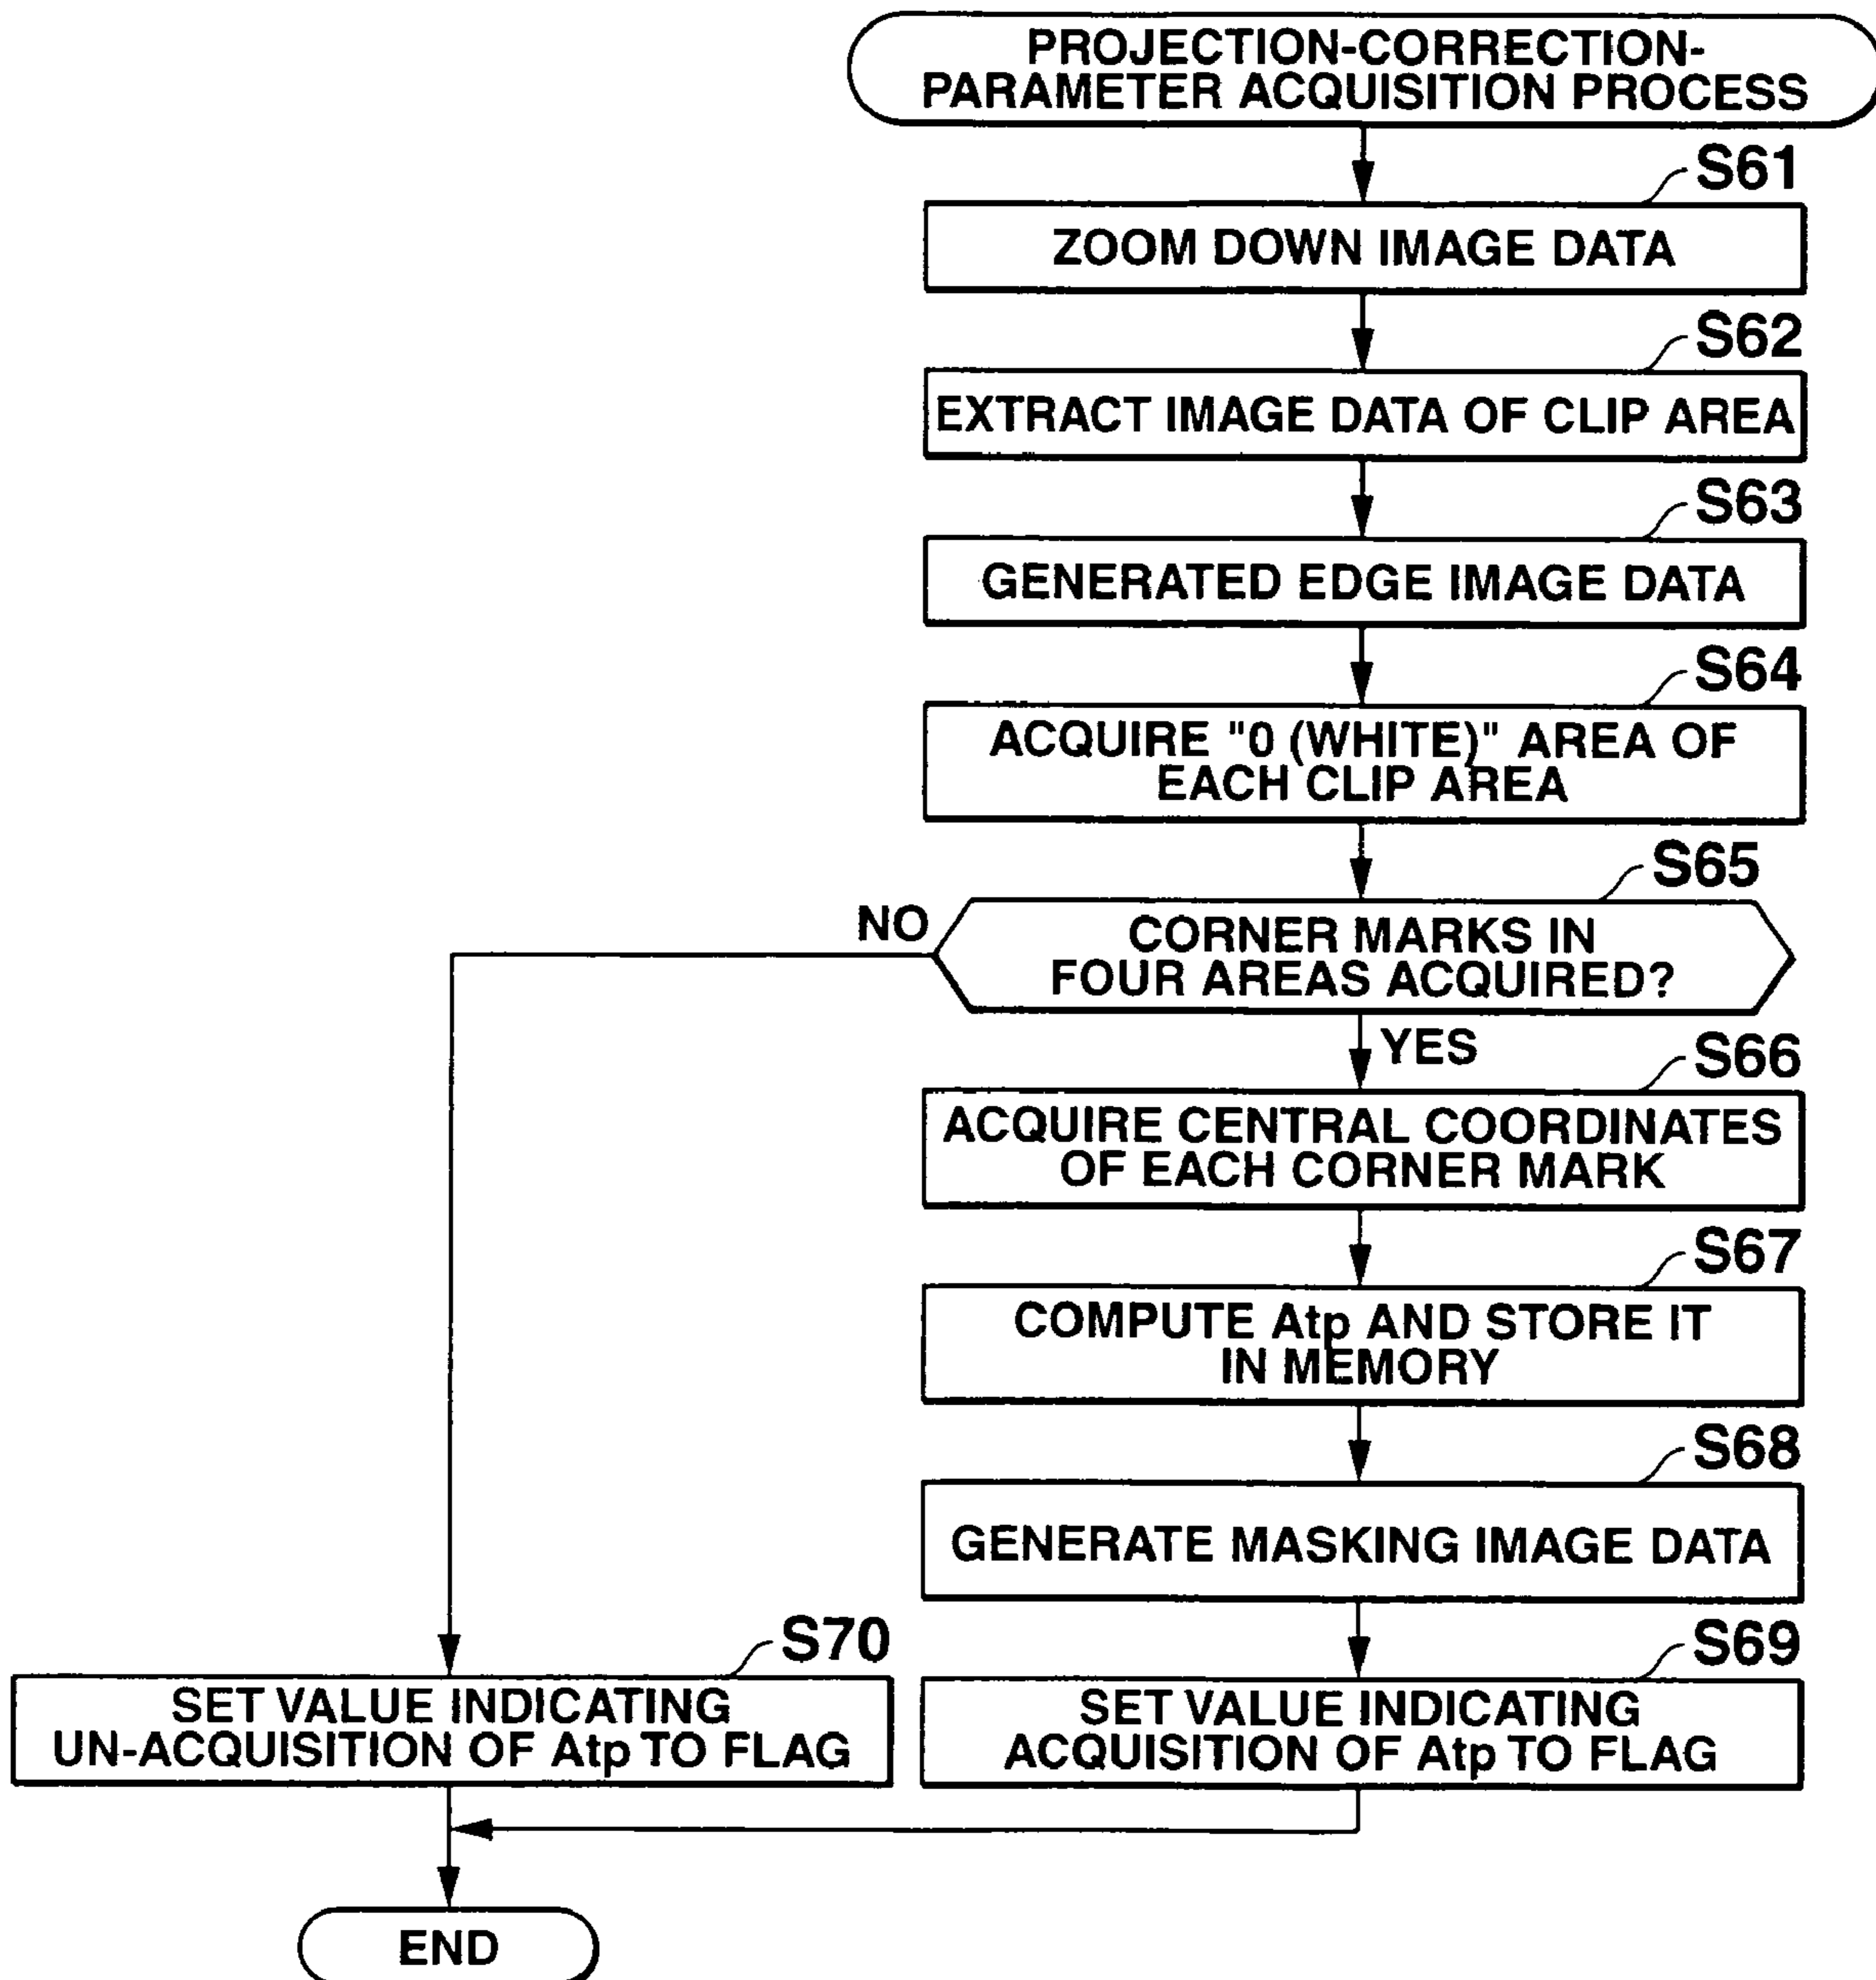 PROJECTION-CORRECTION-
PARAMETER ACQUISITION PROCESS
S61
ZOOM DOWN IMAGE DATA
S62
EXTRACT IMAGE DATA OF CLIP AREA
S63
GENERATED EDGE IMAGE DATA
S64
ACQUIRE "0 (WHITE)" AREA OF
EACH CLIP AREA
S65
NO
CORNER MARKS IN
FOUR AREAS ACQUIRED?
YES
S66
ACQUIRE CENTRAL COORDINATES
OF EACH CORNER MARK
S67
COMPUTE Atp AND STORE IT
IN MEMORY
S68
GENERATE MASKING IMAGE DATA
S70
SET VALUE INDICATING
UN-ACQUISITION OF Atp TO FLAG
S69
SET VALUE INDICATING
ACQUISITION OF Atp TO FLAG
END